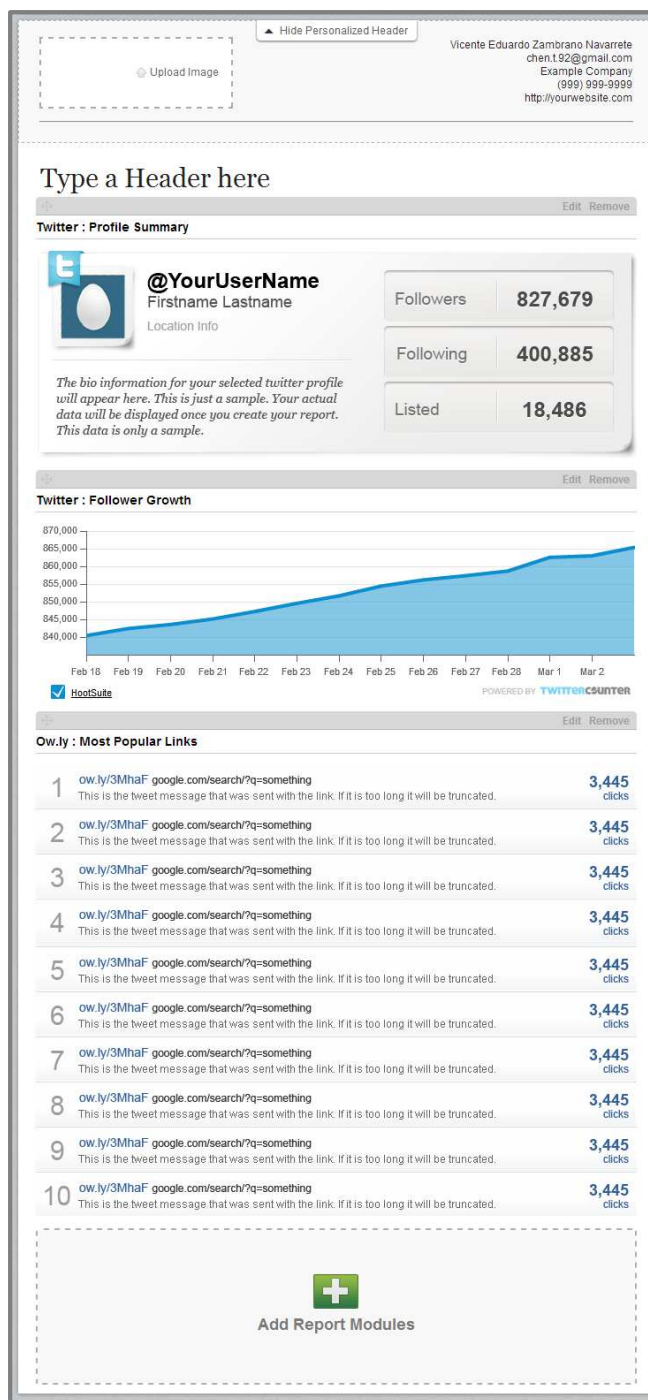 Hide Personalized Header
Upload Image
Vicente Eduardo Zambrano Navarrete
chen.t.92@gmail.com
Example Company
(999) 999-9999
http://yourwebsite.com
Type a Header here
Edit Remove
Twitter : Profile Summary
@YourUserName
Firstname Lastname
Location Info
The bio information for your selected twitter profile
will appear here. This is just a sample. Your actual
data will be displayed once you create your report.
This data is only a sample.
Followers 827,679
Following 400,885
Listed 18,486
Edit Remove
Twitter : Follower Growth
870,000
865,000
860,000
855,000
850,000
845,000
840,000
Feb 18 Feb 19 Feb 20 Feb 21 Feb 22 Feb 23 Feb 24 Feb 25 Feb 26 Feb 27 Feb 28 Mar 1 Mar 2
HootSuite
POWERED BY TWITTERCOUNTER
Edit Remove
Ow.ly : Most Popular Links
1 ow.ly/3MhaF google.com/search/?q=something 3,445
This is the tweet message that was sent with the link. If it is too long it will be truncated. clicks
2 ow.ly/3MhaF google.com/search/?q=something 3,445
This is the tweet message that was sent with the link. If it is too long it will be truncated. clicks
3 ow.ly/3MhaF google.com/search/?q=something 3,445
This is the tweet message that was sent with the link. If it is too long it will be truncated. clicks
4 ow.ly/3MhaF google.com/search/?q=something 3,445
This is the tweet message that was sent with the link. If it is too long it will be truncated. clicks
5 ow.ly/3MhaF google.com/search/?q=something 3,445
This is the tweet message that was sent with the link. If it is too long it will be truncated. clicks
6 ow.ly/3MhaF google.com/search/?q=something 3,445
This is the tweet message that was sent with the link. If it is too long it will be truncated. clicks
7 ow.ly/3MhaF google.com/search/?q=something 3,445
This is the tweet message that was sent with the link. If it is too long it will be truncated. clicks
8 ow.ly/3MhaF google.com/search/?q=something 3,445
This is the tweet message that was sent with the link. If it is too long it will be truncated. clicks
9 ow.ly/3MhaF google.com/search/?q=something 3,445
This is the tweet message that was sent with the link. If it is too long it will be truncated. clicks
10 ow.ly/3MhaF google.com/search/?q=something 3,445
This is the tweet message that was sent with the link. If it is too long it will be truncated. clicks
Add Report Modules